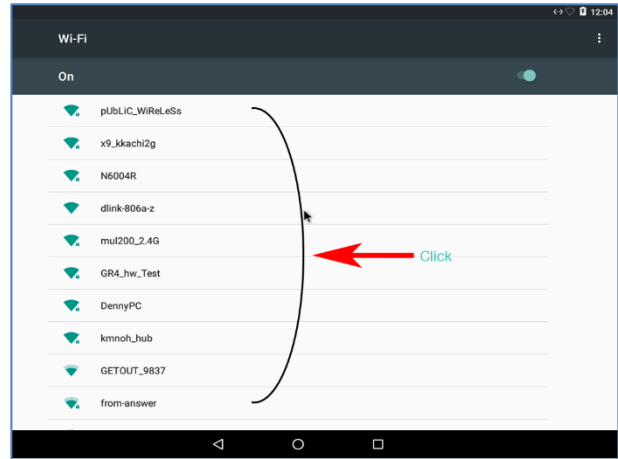 12:04
Wi-Fi
On
pUbLiC_WiReLeSs
x9_kkachi2g
N6004R
dlink-806a-z
mul200_2.4G
Click
GR4_hw_Test
DennyPC
kmnoh_hub
GETOUT_9837
from-answer